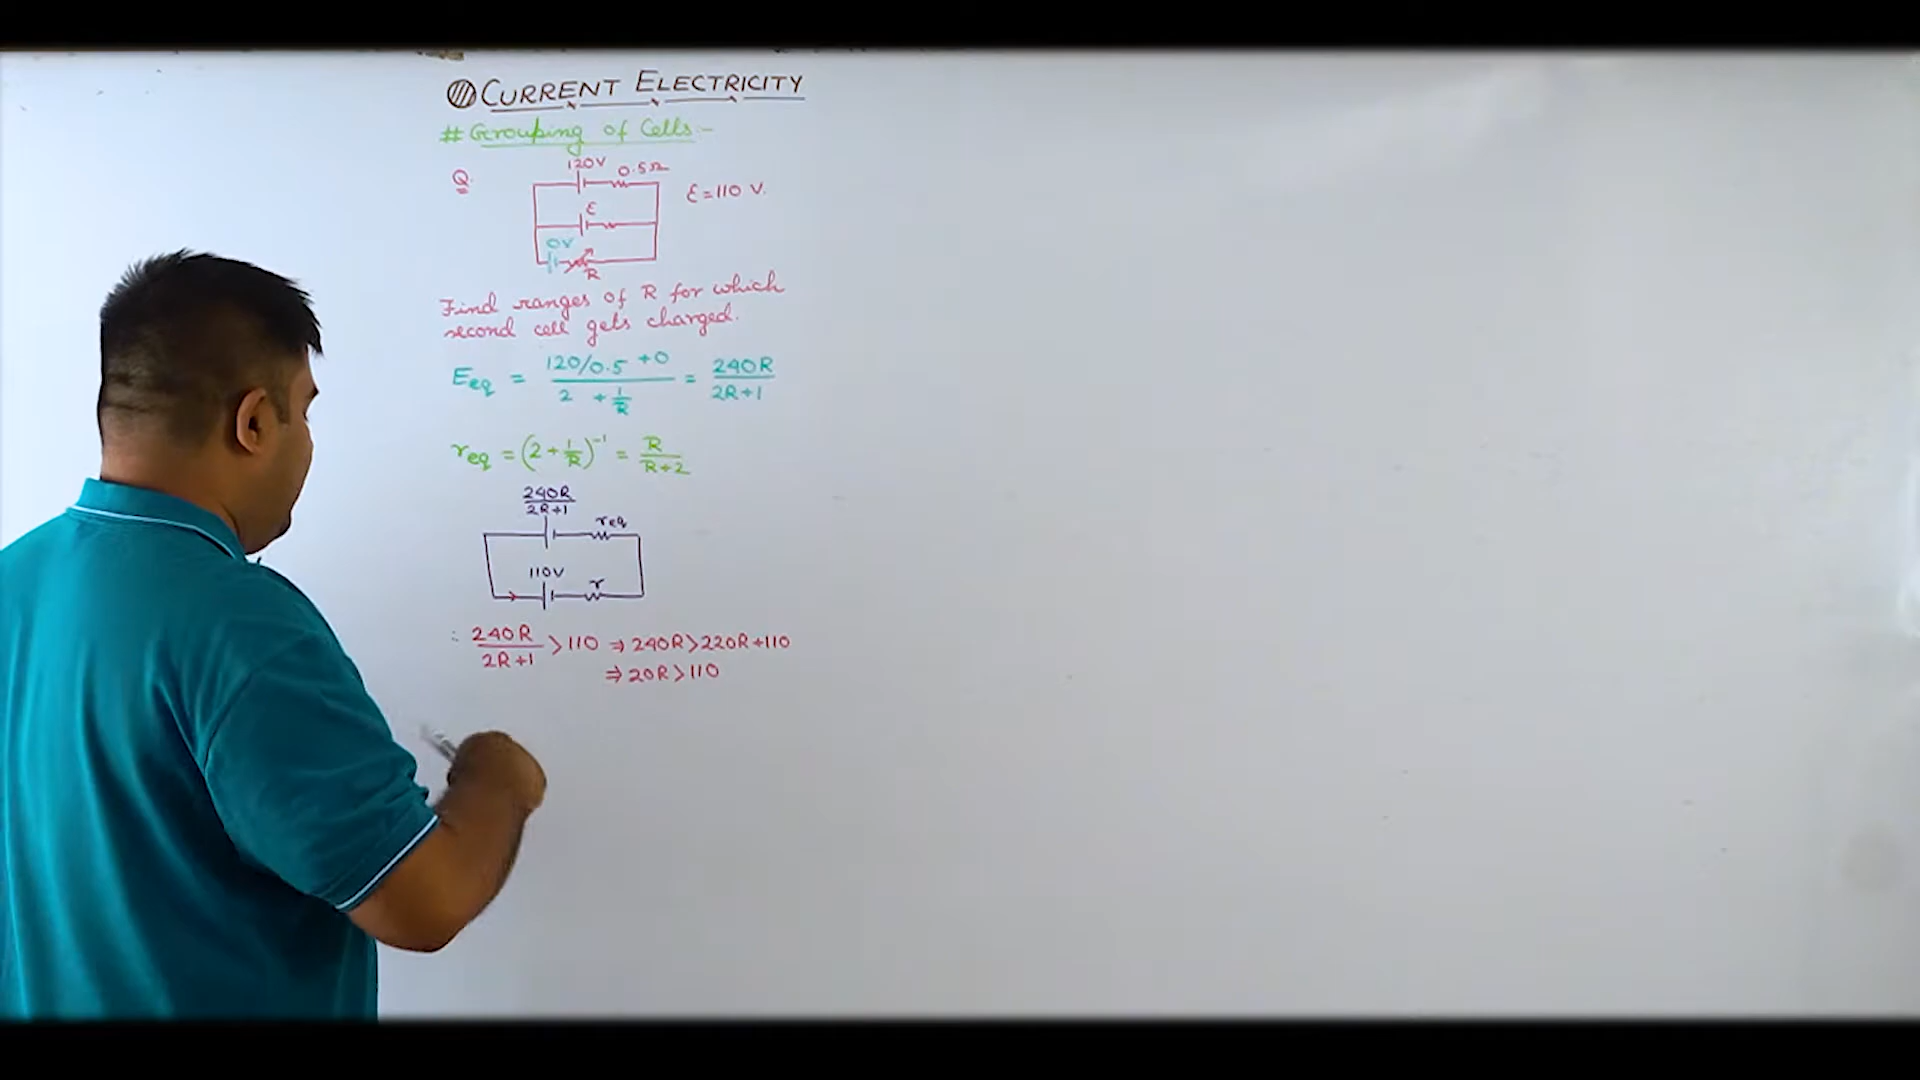 CURRENT ELECTRICITY
# Grouping of Cells :-
Q.
120V
0.5Ω
ε = 110 V.
ε
0V
R
Find ranges of R for which
second cell gets charged.
Eeq = (120/0.5 + 0)/(2 + 1/R) = 240R/(2R+1)
req = (2 + 1/R)⁻¹ = R/(R+2)
240R/(2R+1)
req
110V
r
∴ 240R/(2R+1) > 110 ⇒ 240R > 220R + 110
⇒ 20R > 110